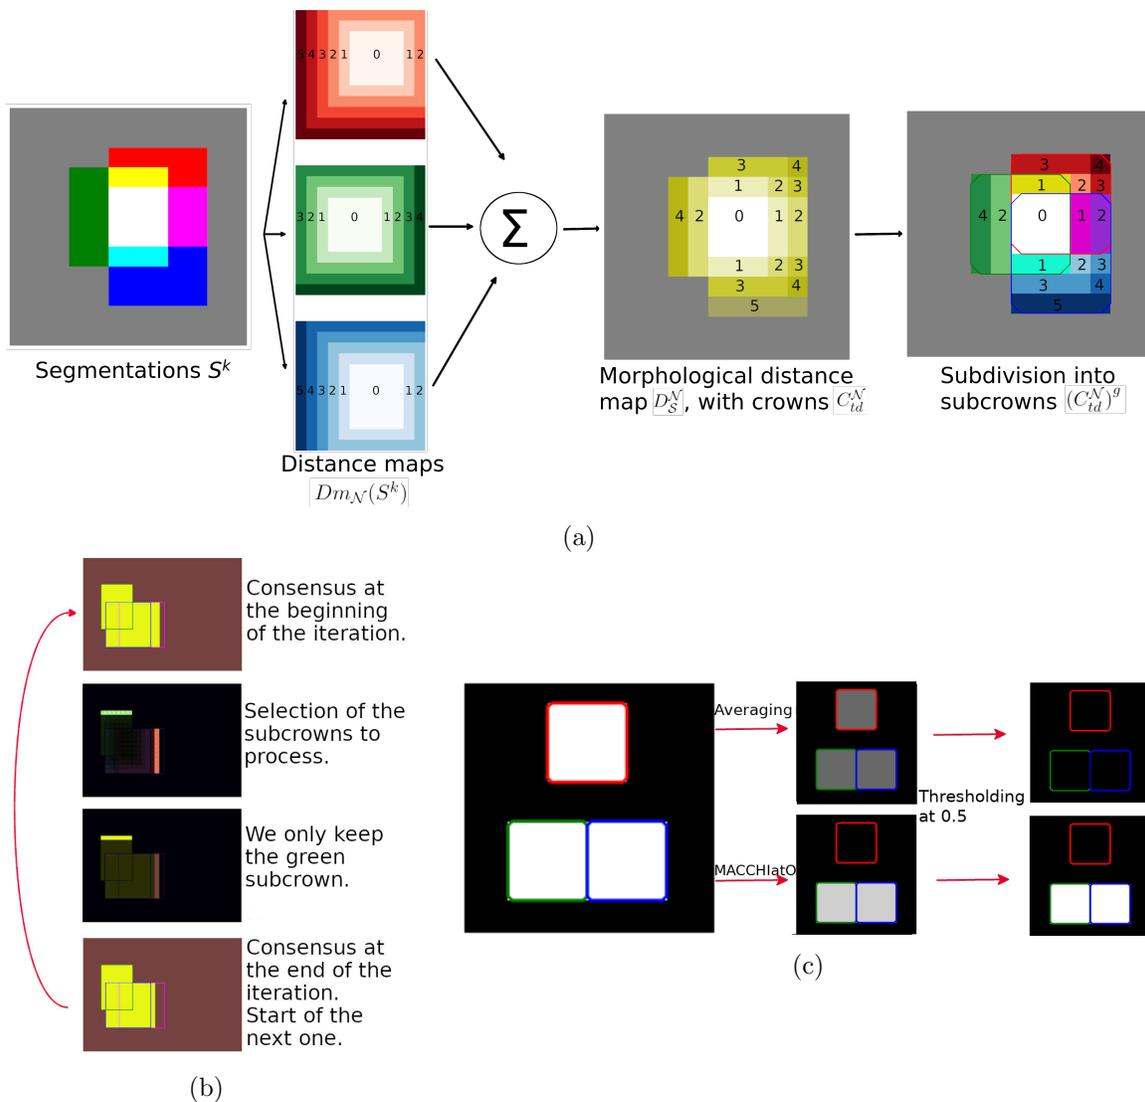 5 4 3 2 1 0 1 2
3 2 1 0 1 2 3 4
5 4 3 2 1 0 1 2
Σ
Segmentations S^k
Distance maps
Dm_𝒩(S^k)
3 4
1 2 3
4 2 0 1 2
1 2 3
3 4
5
Morphological distance
map D_𝒮^𝒩, with crowns C_{td}^𝒩
3 4
1 2 3
4 2 0 1 2
1 2 3
3 4
5
Subdivision into
subcrowns (C_{td}^𝒩)^g
(a)
Consensus at
the beginning
of the iteration.
Selection of the
subcrowns to
process.
We only keep
the green
subcrown.
Consensus at
the end of the
iteration.
Start of the
next one.
(b)
Averaging
MACCHIatO
Thresholding
at 0.5
(c)